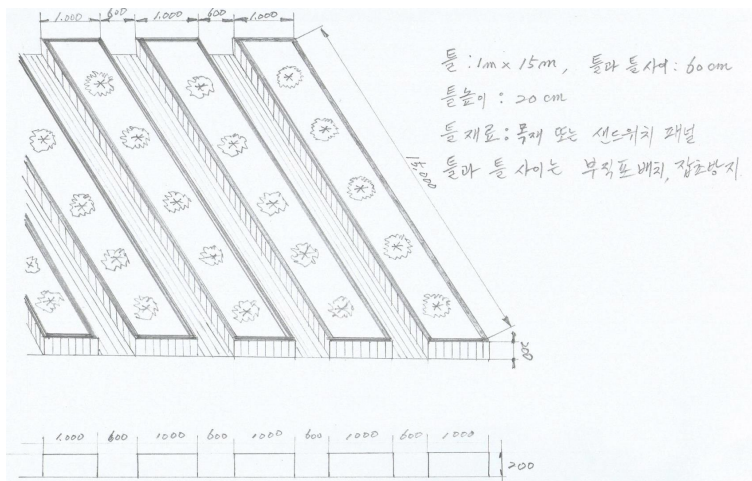 1.000 600 1.000 600 1.000
틀 : 1m x 15m, 틀과 틀사이 : 60cm
틀높이 : 20cm
틀재료 : 목재 또는 샌드위치 패널
틀과 틀 사이는 부직포 배치, 잡초방지.
15,000
200
1.000 600 1000 600 1000 600 1000 600 1000
200